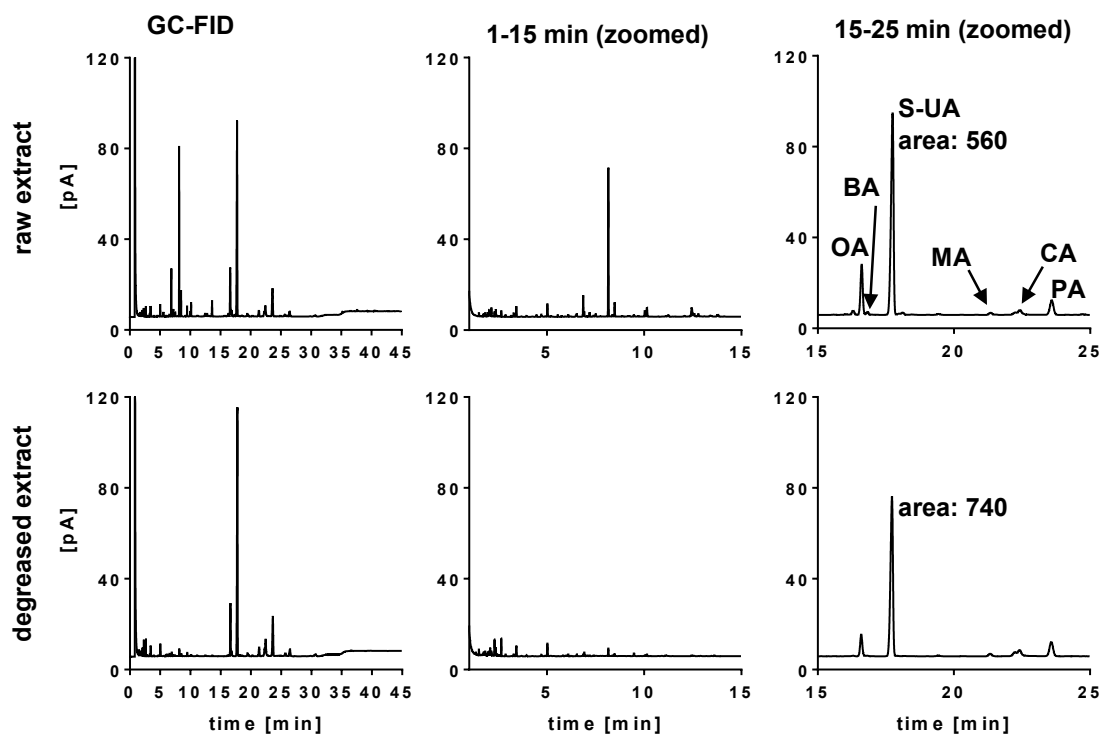 GC-FID
1-15 min (zoomed)
15-25 min (zoomed)
raw extract
[pA]
120
80
40
0
0 5 10 15 20 25 30 35 40 45
120
80
40
0
5 10 15
120
80
40
0
15 20 25
S-UA
area: 560
BA
OA
MA
CA
PA
degreased extract
[pA]
120
80
40
0
0 5 10 15 20 25 30 35 40 45
time [min]
120
80
40
0
5 10 15
time [min]
120
80
40
0
15 20 25
time [min]
area: 740